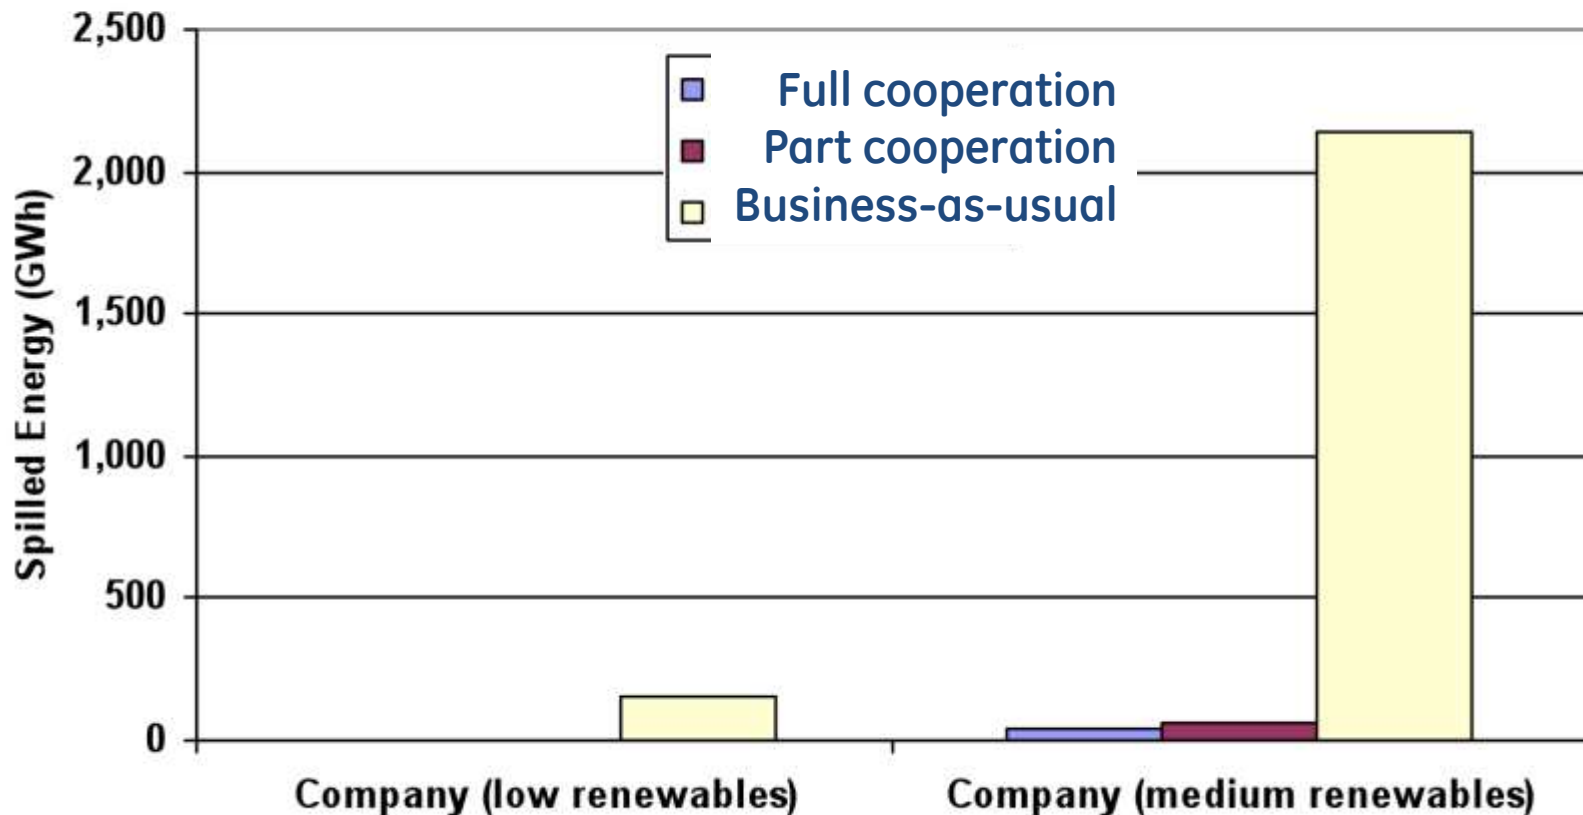 2,500
2,000
1,500
1,000
500
0
Spilled Energy (GWh)
Full cooperation
Part cooperation
Business-as-usual
Company (low renewables)
Company (medium renewables)